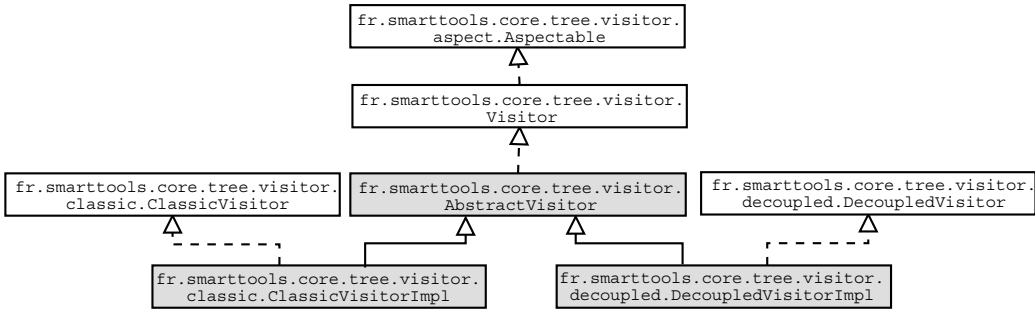 fr.smarttools.core.tree.visitor.
aspect.Aspectable
fr.smarttools.core.tree.visitor.
Visitor
fr.smarttools.core.tree.visitor.
classic.ClassicVisitor
fr.smarttools.core.tree.visitor.
AbstractVisitor
fr.smarttools.core.tree.visitor.
decoupled.DecoupledVisitor
fr.smarttools.core.tree.visitor.
classic.ClassicVisitorImpl
fr.smarttools.core.tree.visitor.
decoupled.DecoupledVisitorImpl